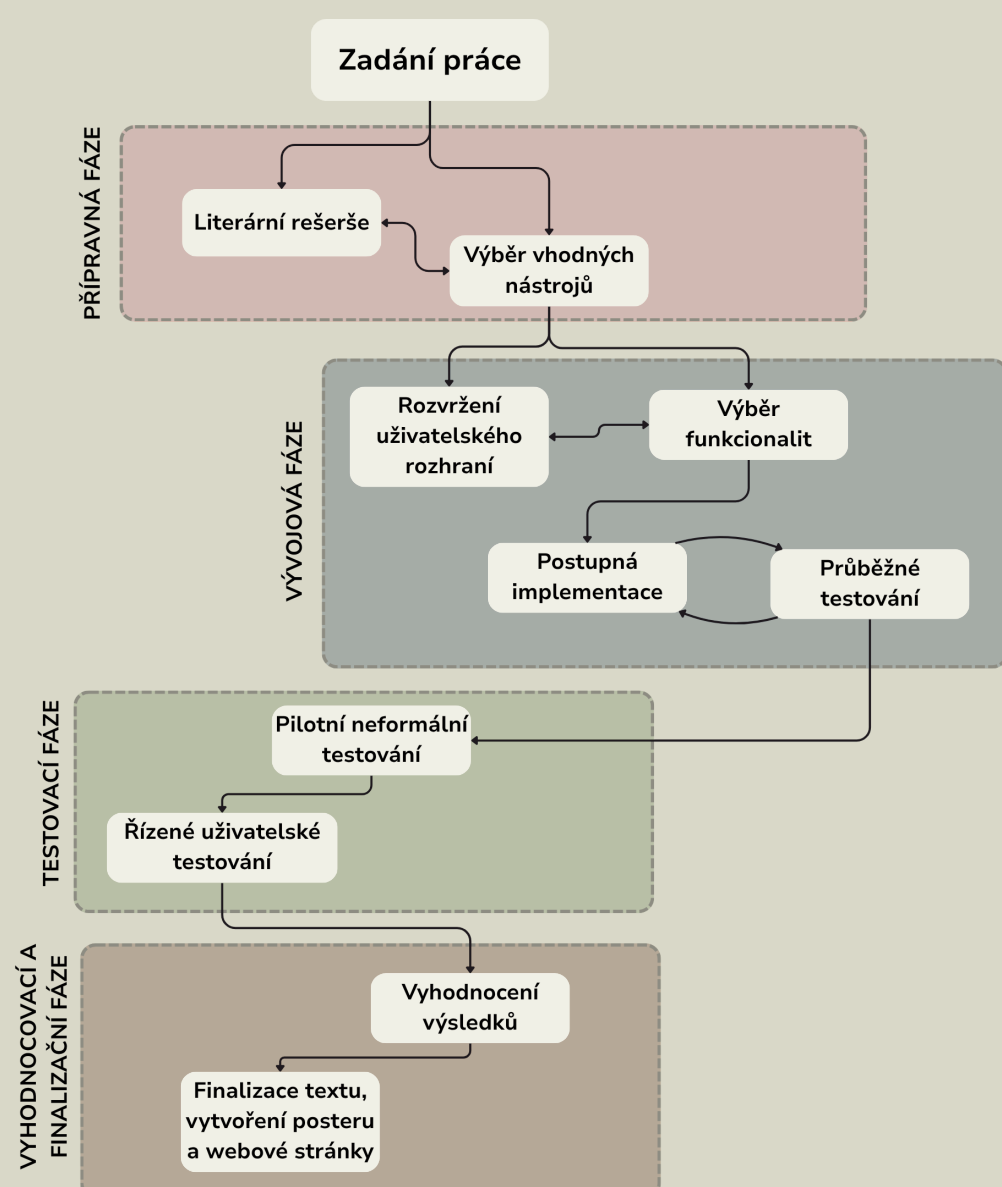 Zadání práce
PŘÍPRAVNÁ FÁZE
Literární rešerše
Výběr vhodných
nástrojů
VÝVOJOVÁ FÁZE
Rozvržení
uživatelského
rozhraní
Výběr
funkcionalit
Postupná
implementace
Průběžné
testování
TESTOVACÍ FÁZE
Pilotní neformální
testování
Řízené uživatelské
testování
VYHODNOCOVACÍ A
FINALIZAČNÍ FÁZE
Vyhodnocení
výsledků
Finalizace textu,
vytvoření posteru
a webové stránky